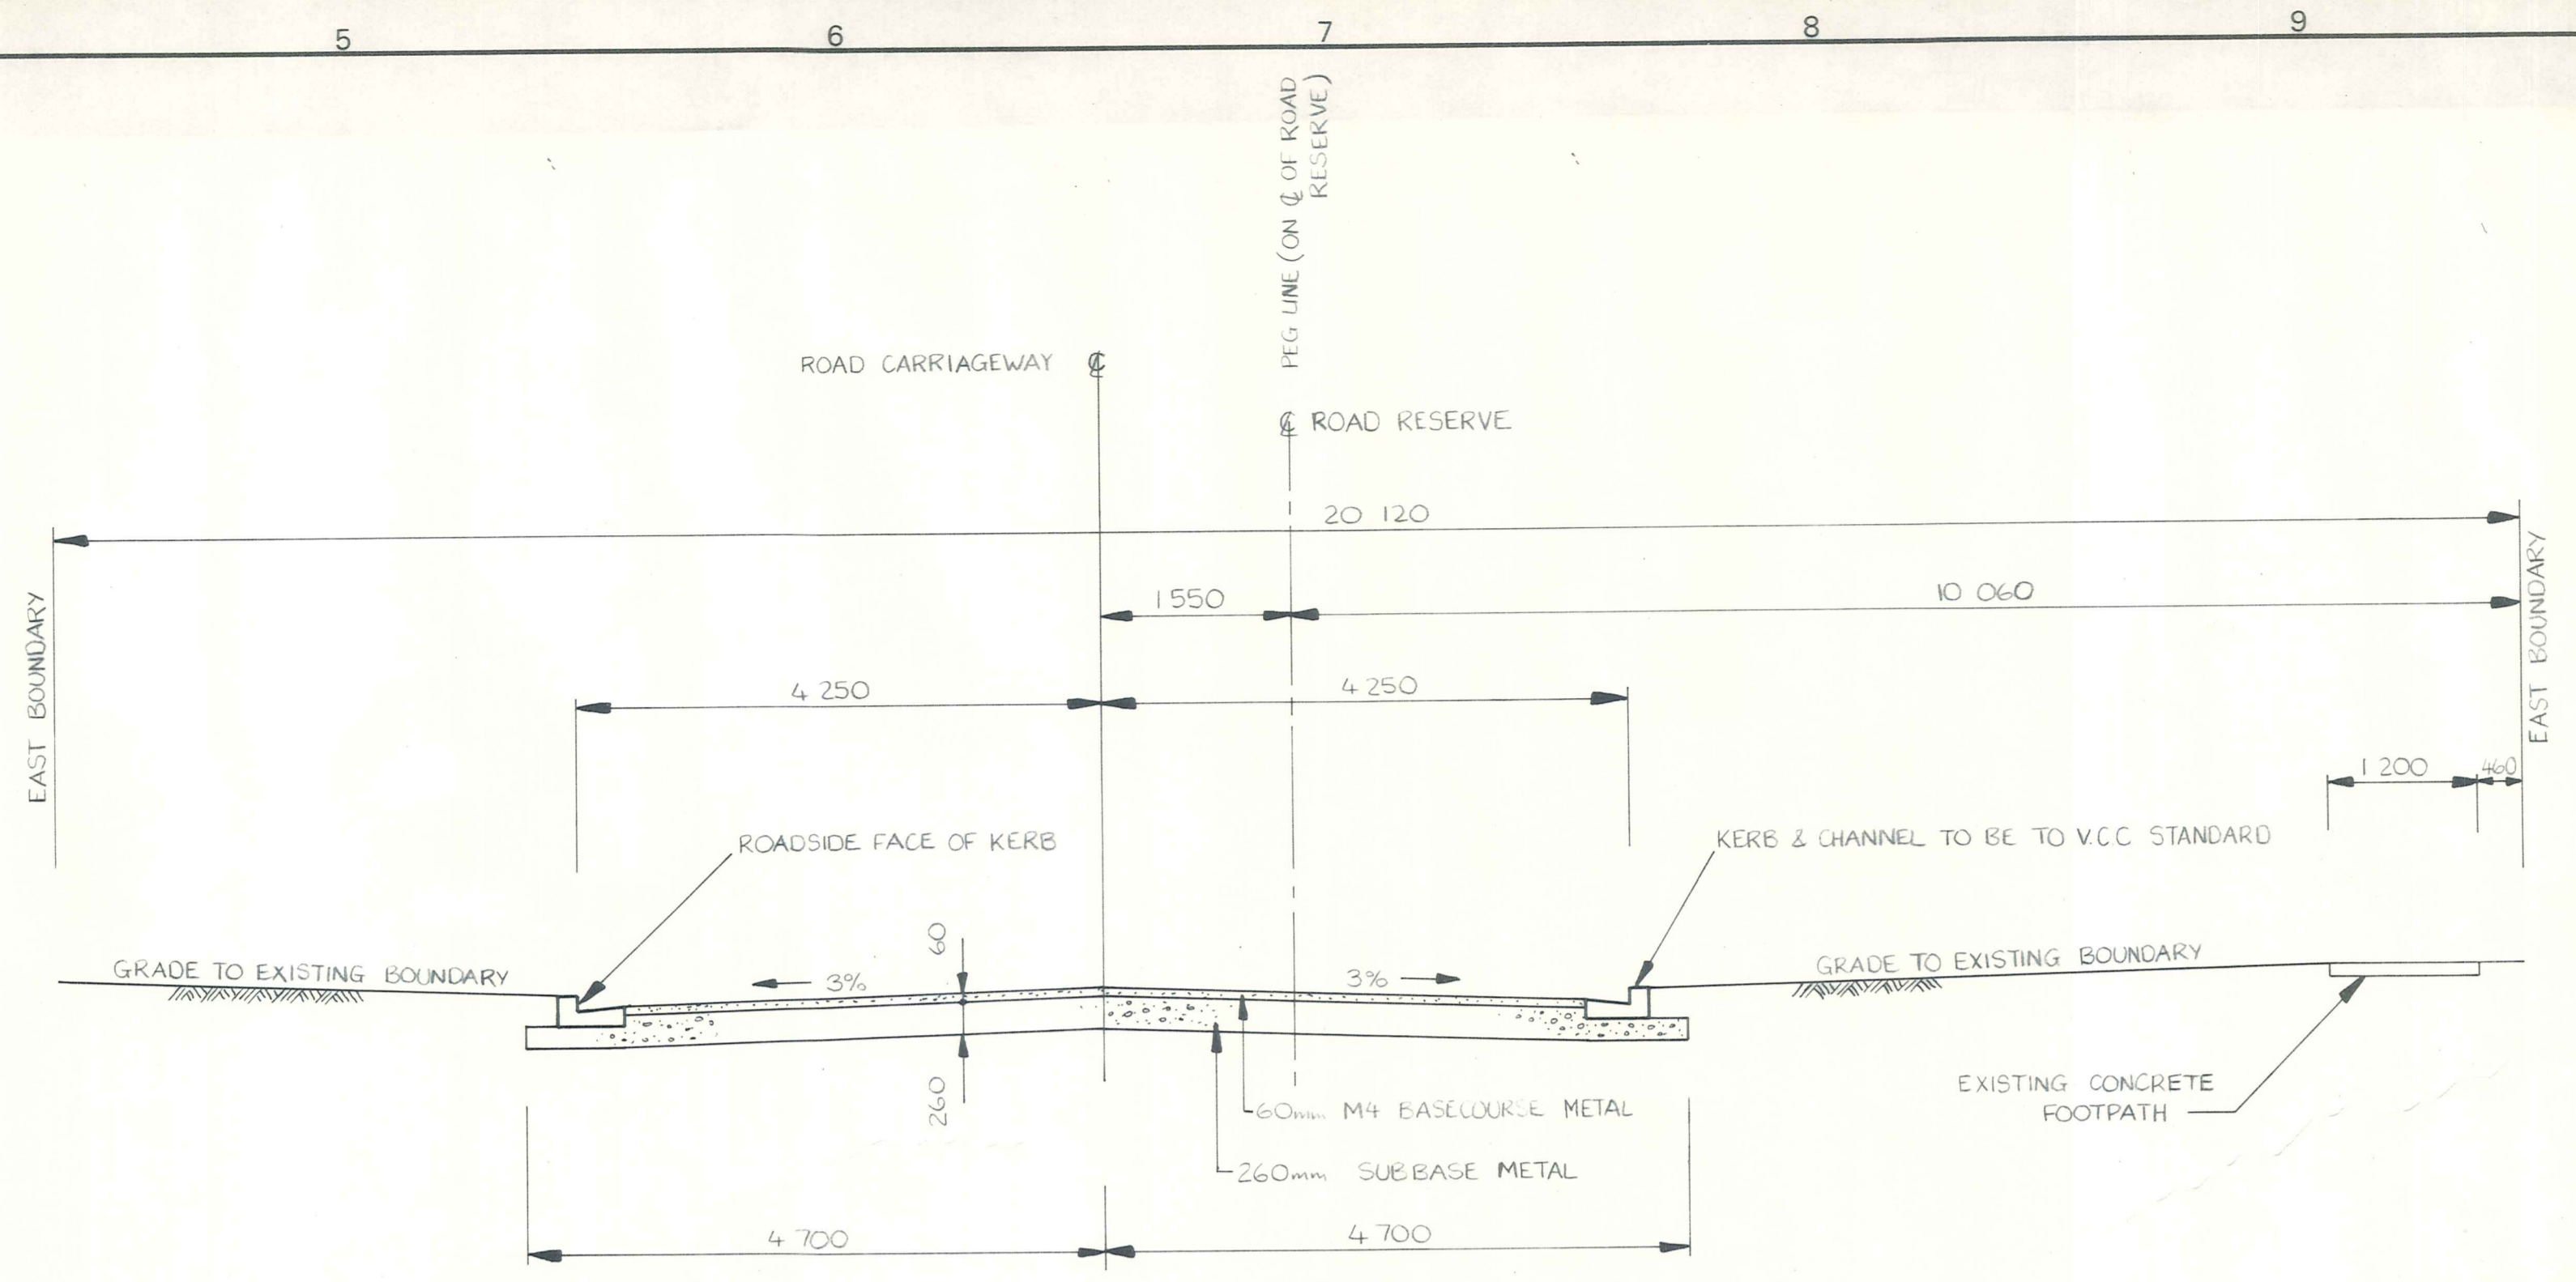 5 6 7 8 9
PEG LINE (ON ℄ OF ROAD
RESERVE)
ROAD CARRIAGEWAY ℄
℄ ROAD RESERVE
20 120
1550
10 060
4 250
4 250
EAST BOUNDARY
EAST BOUNDARY
1 200
460
ROADSIDE FACE OF KERB
KERB & CHANNEL TO BE TO V.C.C STANDARD
GRADE TO EXISTING BOUNDARY
3%
60
3%
GRADE TO EXISTING BOUNDARY
260
60mm M4 BASECOURSE METAL
260mm SUBBASE METAL
EXISTING CONCRETE
FOOTPATH
4 700
4 700